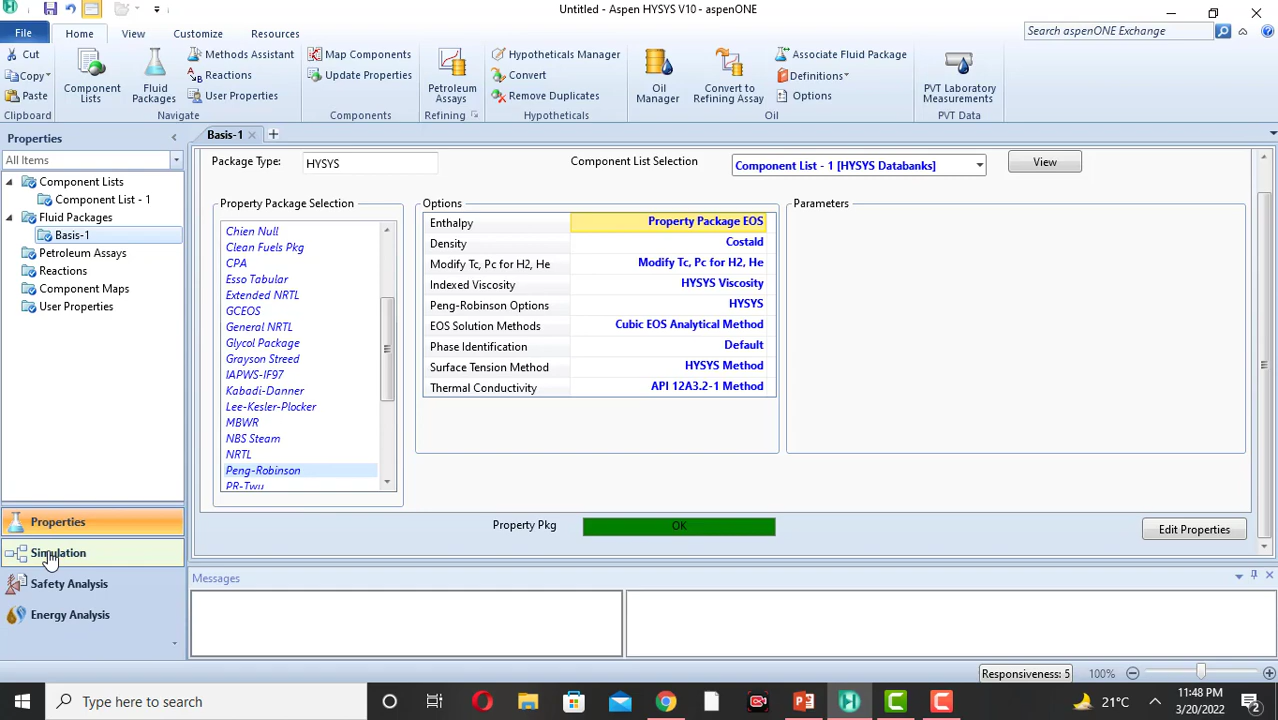 Untitled - Aspen HYSYS V10 - aspenONE
File
Home
View
Customize
Resources
Search aspenONE Exchange
Cut
Copy
Paste
Clipboard
Component Lists
Fluid Packages
Methods Assistant
Reactions
User Properties
Navigate
Map Components
Update Properties
Components
Petroleum Assays
Refining
Hypotheticals Manager
Convert
Remove Duplicates
Hypotheticals
Oil Manager
Convert to Refining Assay
Associate Fluid Package
Definitions
Options
Oil
PVT Laboratory Measurements
PVT Data
Properties
All Items
Component Lists
Component List - 1
Fluid Packages
Basis-1
Petroleum Assays
Reactions
Component Maps
User Properties
Properties
Simulation
Safety Analysis
Energy Analysis
Basis-1
Package Type: HYSYS
Component List Selection Component List - 1 [HYSYS Databanks] View
Property Package Selection
Chien Null
Clean Fuels Pkg
CPA
Esso Tabular
Extended NRTL
GCEOS
General NRTL
Glycol Package
Grayson Streed
IAPWS-IF97
Kabadi-Danner
Lee-Kesler-Plocker
MBWR
NBS Steam
NRTL
Peng-Robinson
PR-Twu
Options
Enthalpy Property Package EOS
Density Costald
Modify Tc, Pc for H2, He Modify Tc, Pc for H2, He
Indexed Viscosity HYSYS Viscosity
Peng-Robinson Options HYSYS
EOS Solution Methods Cubic EOS Analytical Method
Phase Identification Default
Surface Tension Method HYSYS Method
Thermal Conductivity API 12A3.2-1 Method
Parameters
Property Pkg OK
Edit Properties
Messages
Responsiveness: 5 100%
Type here to search
21°C
11:48 PM
3/20/2022
2